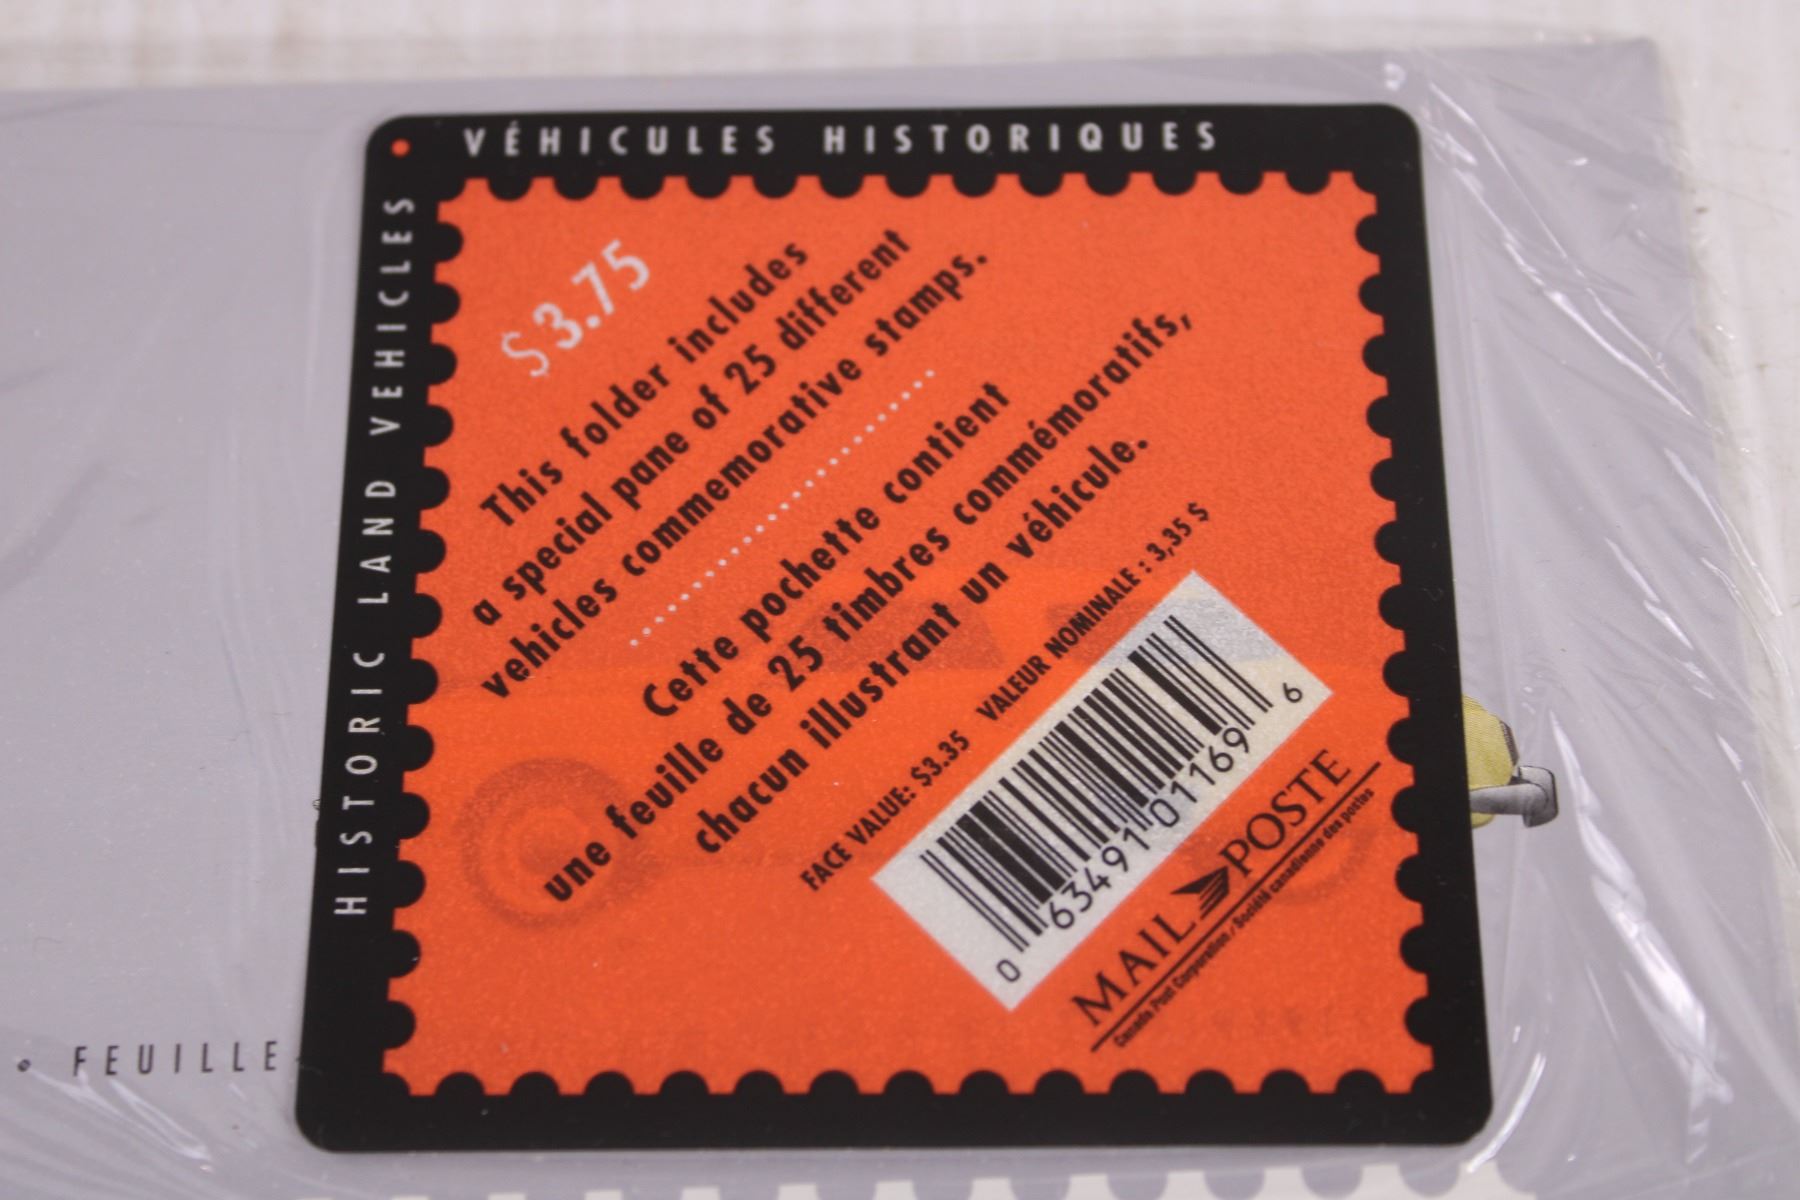 VÉHICULES HISTORIQUES
HISTORIC LAND VEHICLES
$3.75
This folder includes
a special pane of 25 different
vehicles commemorative stamps.
Cette pochette contient
une feuille de 25 timbres commémoratifs,
chacun illustrant un véhicule.
FACE VALUE: $3.35 VALEUR NOMINALE : 3,35 $
0 63491 01169 6
MAIL POSTE
Canada Post Corporation / Société canadienne des postes
• FEUILLE